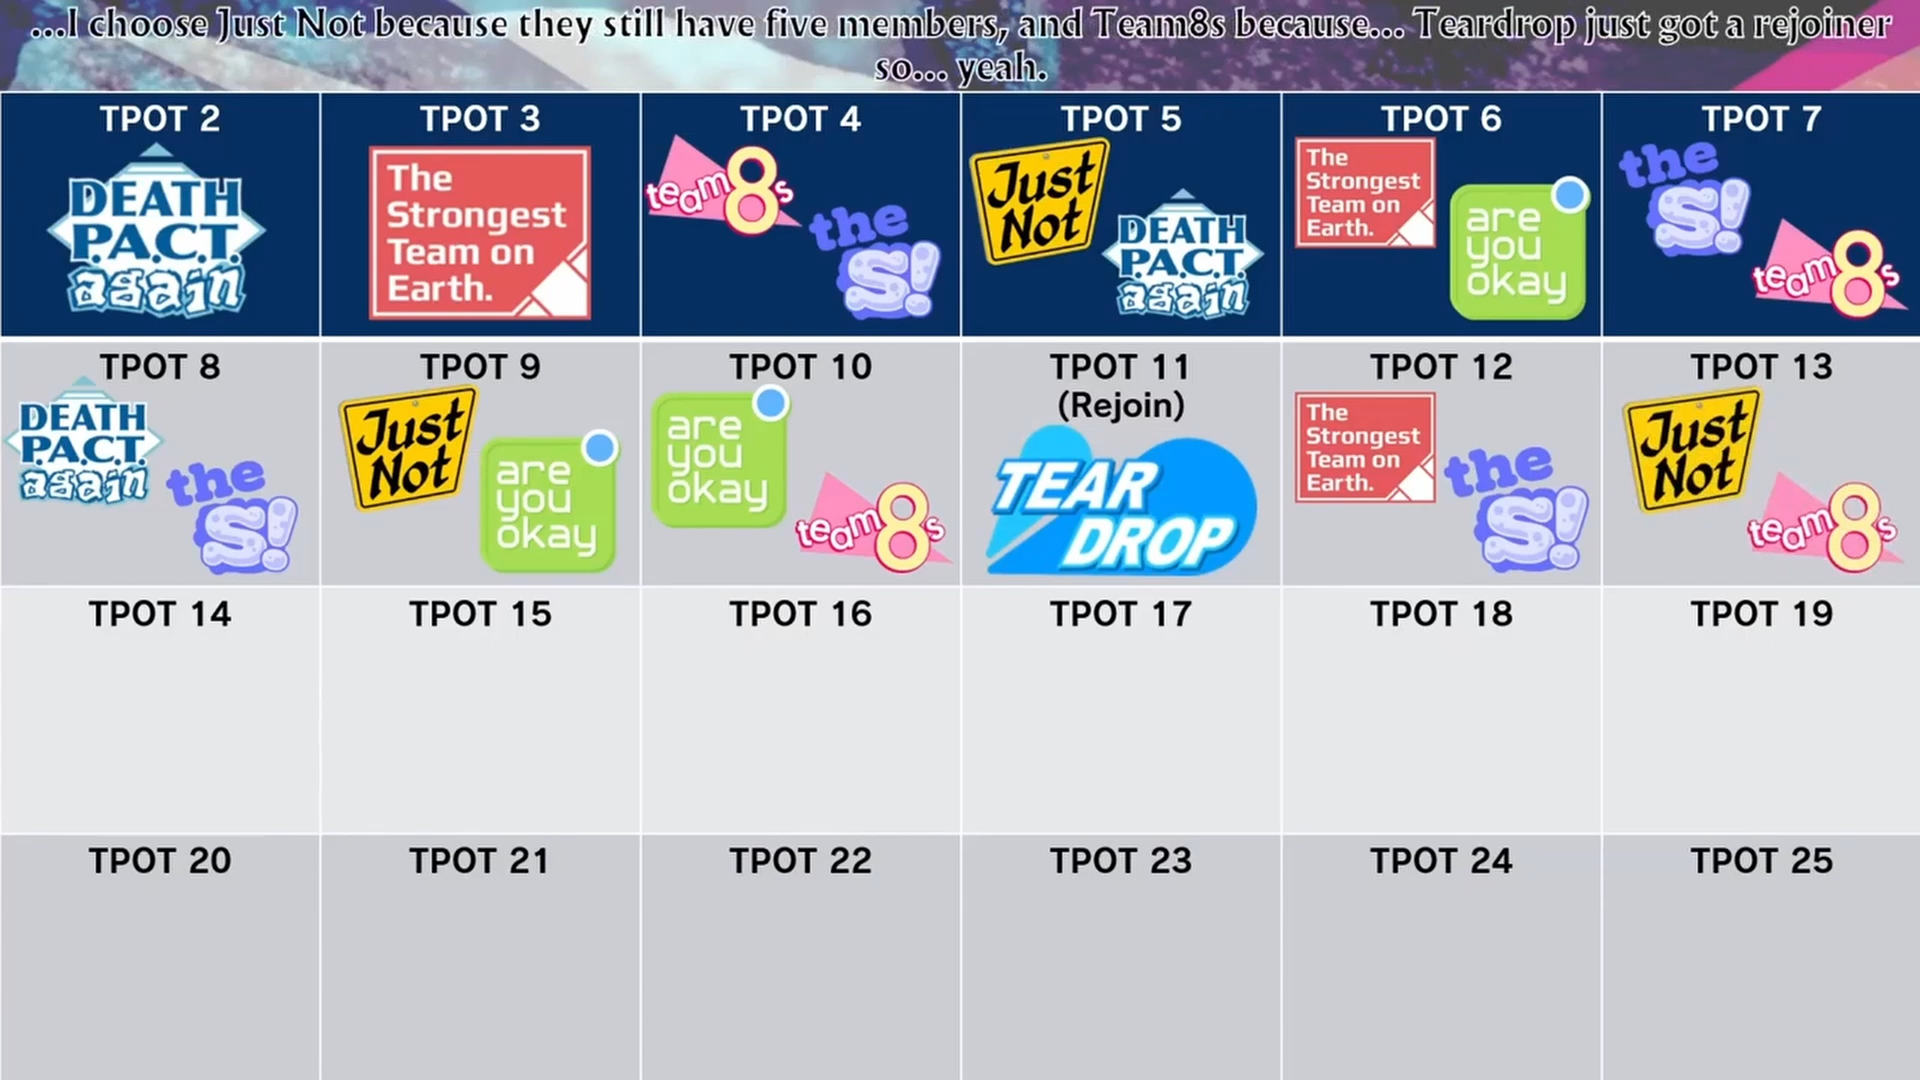 ...I choose Just Not because they still have five members, and Team8s because... Teardrop just got a rejoiner
so... yeah.
TPOT 2
DEATH
P.A.C.T.
again
TPOT 3
The
Strongest
Team on
Earth.
TPOT 4
team8s
the
S!
TPOT 5
Just
Not
DEATH
P.A.C.T.
again
TPOT 6
The
Strongest
Team on
Earth.
are
you
okay
TPOT 7
the
S!
team8s
TPOT 8
DEATH
P.A.C.T.
again
the
S!
TPOT 9
Just
Not
are
you
okay
TPOT 10
are
you
okay
team8s
TPOT 11
(Rejoin)
TEAR
DROP
TPOT 12
The
Strongest
Team on
Earth.
the
S!
TPOT 13
Just
Not
team8s
TPOT 14
TPOT 15
TPOT 16
TPOT 17
TPOT 18
TPOT 19
TPOT 20
TPOT 21
TPOT 22
TPOT 23
TPOT 24
TPOT 25